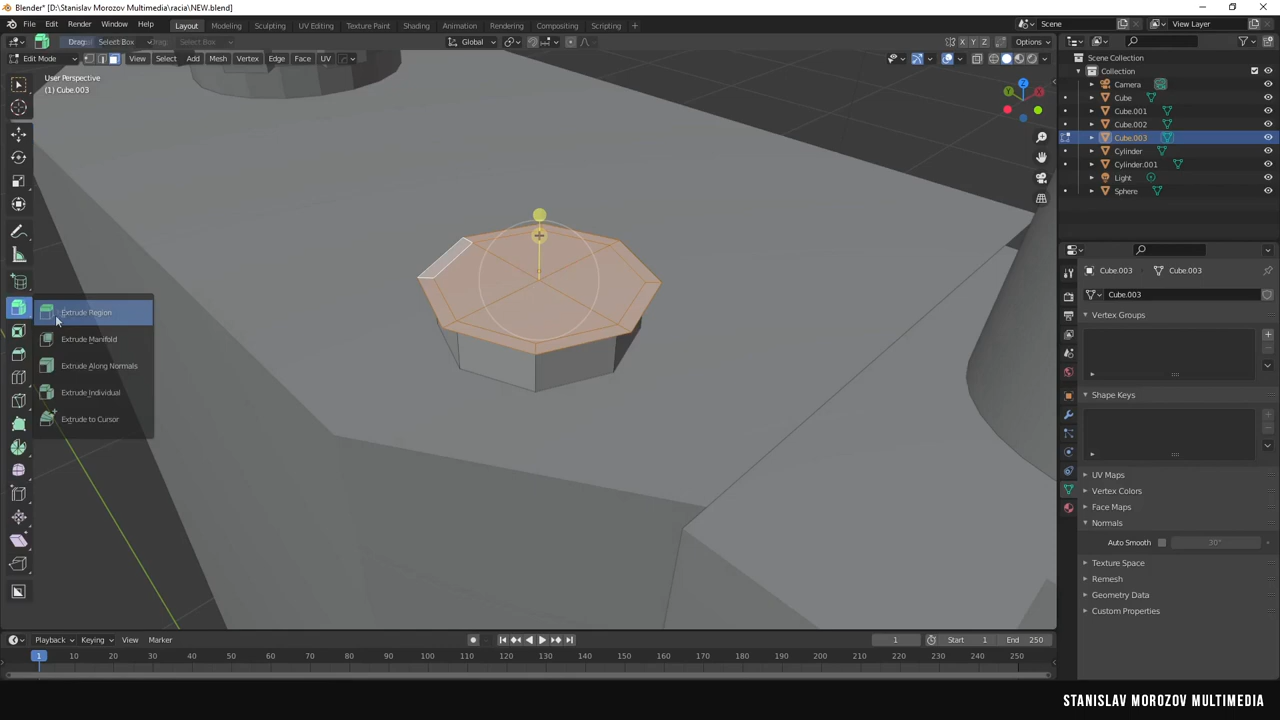 Blender* [D:\Stanislav Morozov Multimedia\racia\NEW.blend]
File Edit Render Window Help Layout Modeling Sculpting UV Editing Texture Paint Shading Animation Rendering Compositing Scripting + Scene View Layer
Drag: Select Box Drag: Select Box Global X Y Z Options
Edit Mode View Select Add Mesh Vertex Edge Face UV
User Perspective
(1) Cube.003
Scene Collection
Collection
Camera
Cube
Cube.001
Cube.002
Cube.003
Cylinder
Cylinder.001
Light
Sphere
Cube.003 Cube.003
Cube.003
Vertex Groups
Shape Keys
UV Maps
Vertex Colors
Face Maps
Normals
Auto Smooth 30°
Texture Space
Remesh
Geometry Data
Custom Properties
Extrude Region
Extrude Manifold
Extrude Along Normals
Extrude Individual
Extrude to Cursor
Playback Keying View Marker 1 Start 1 End 250
1 10 20 30 40 50 60 70 80 90 100 110 120 130 140 150 160 170 180 190 200 210 220 230 240 250
STANISLAV MOROZOV MULTIMEDIA